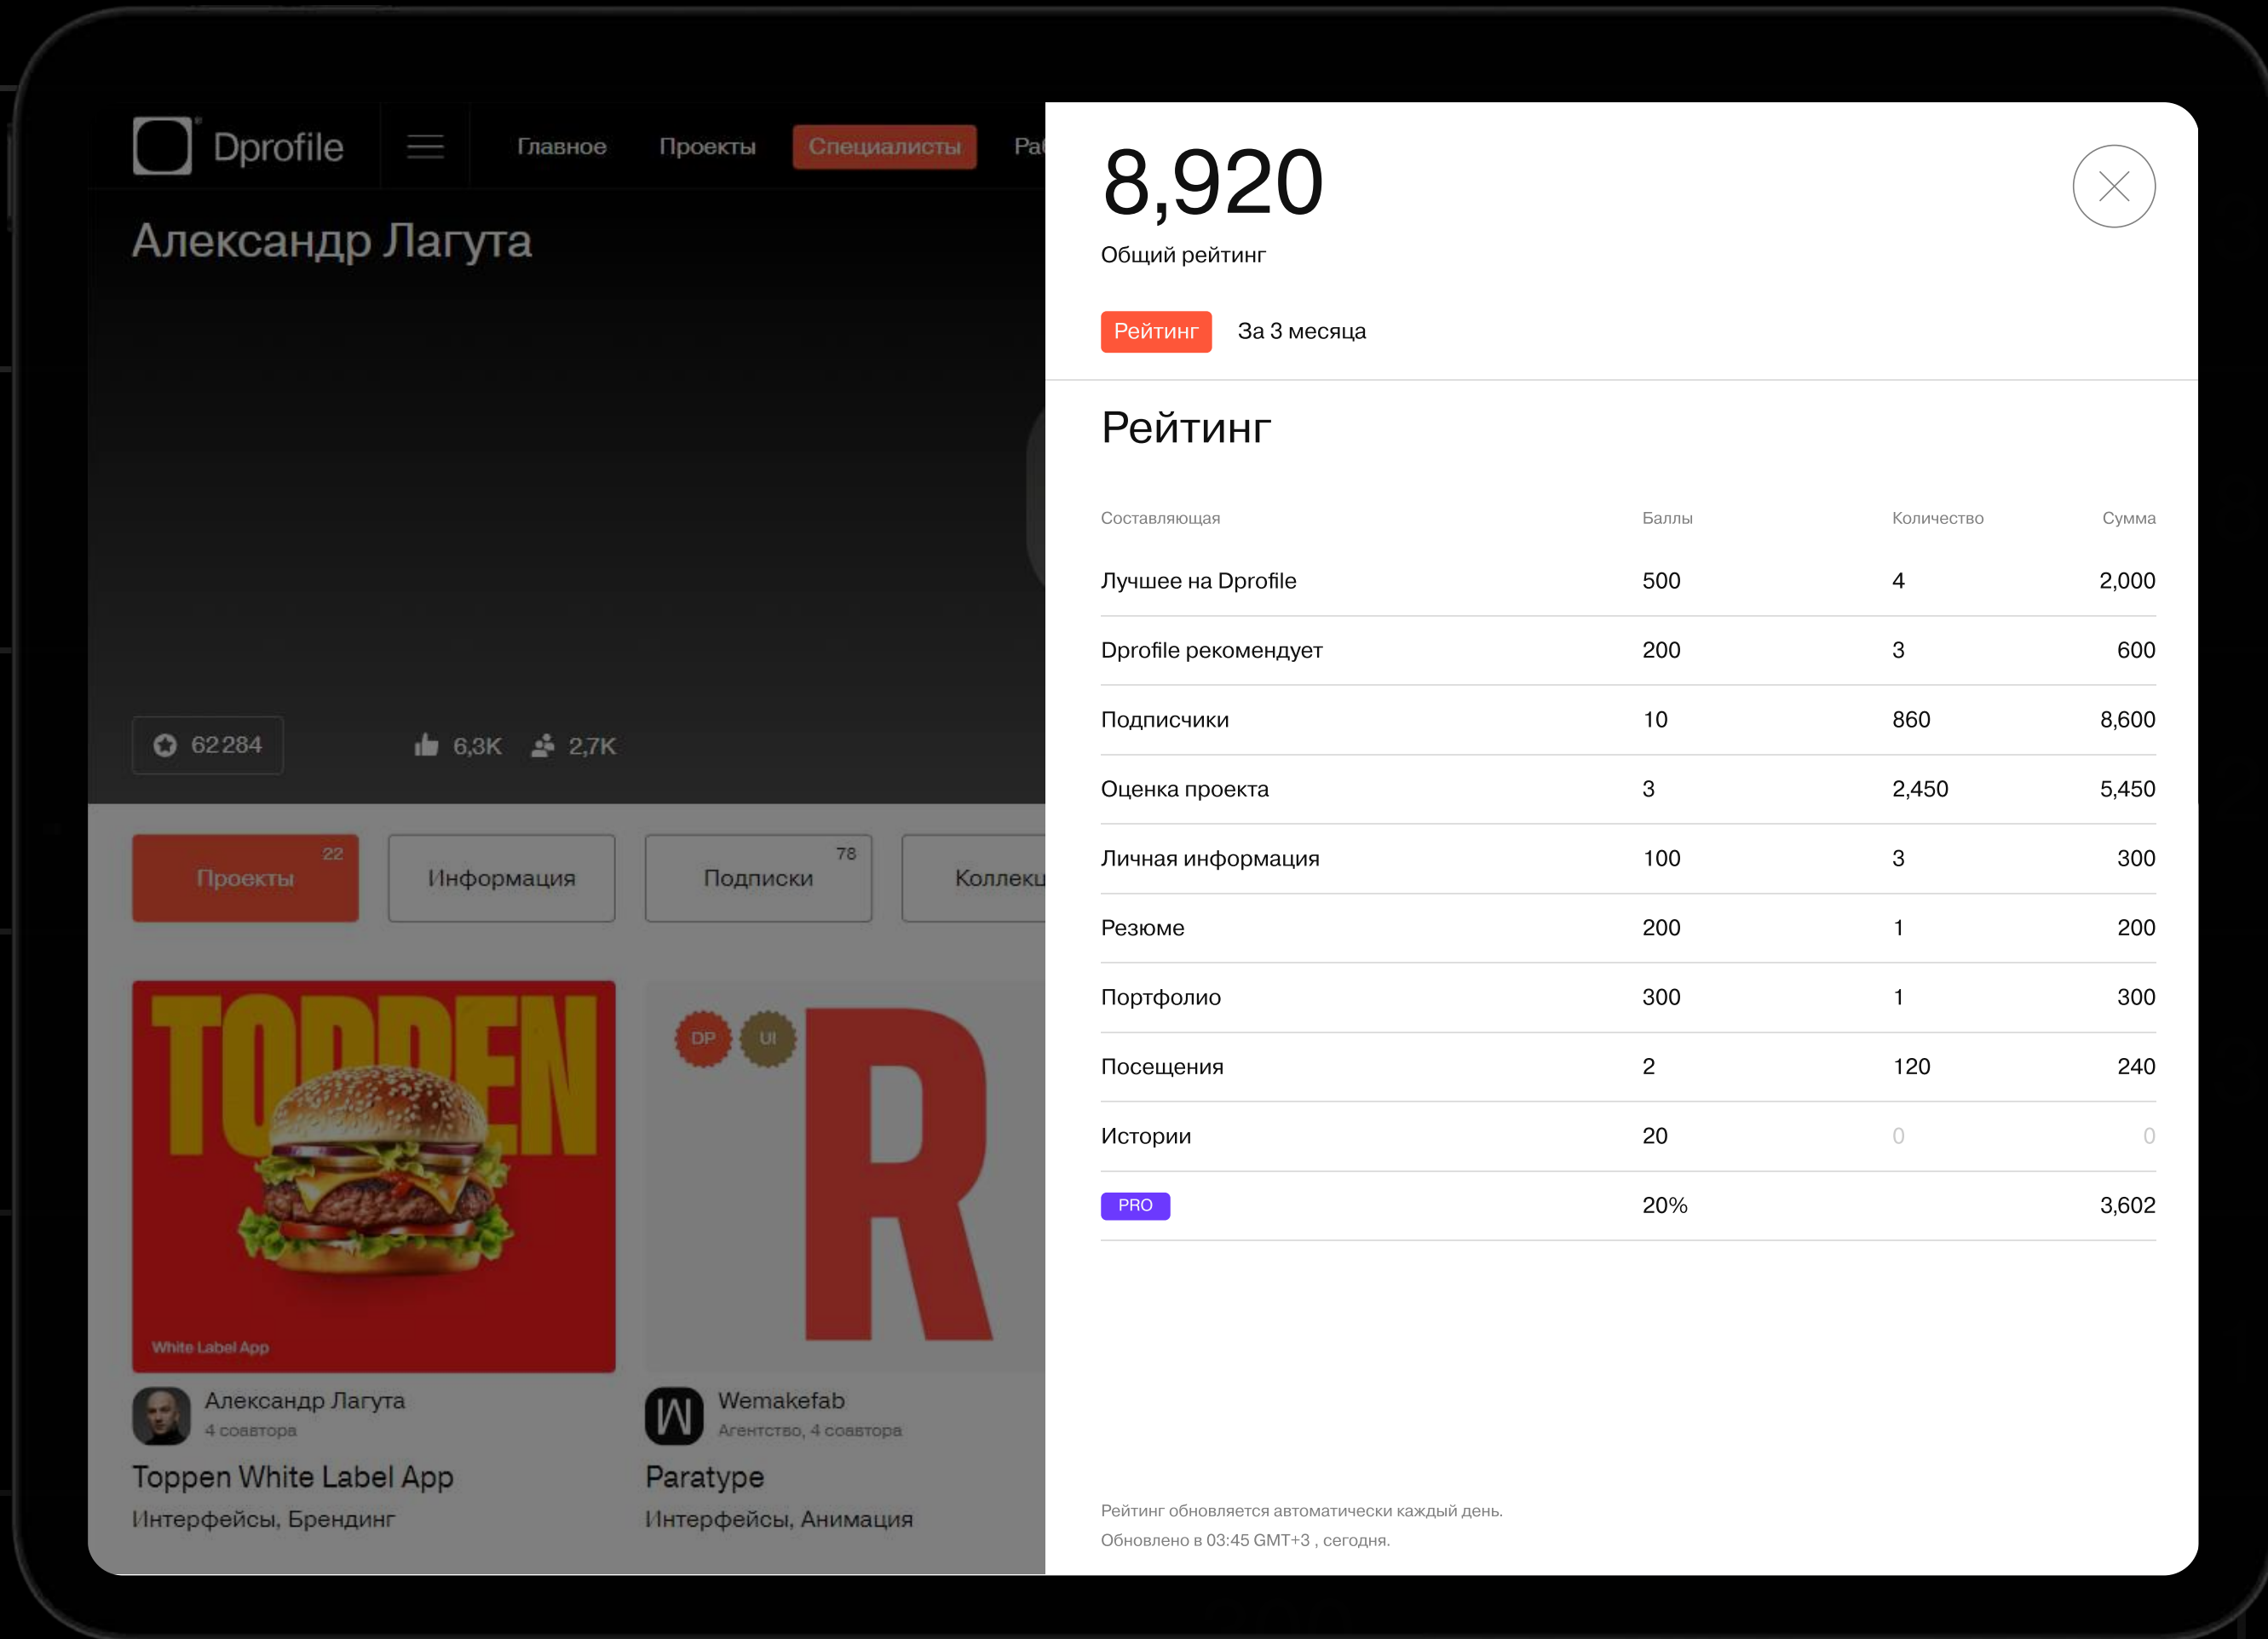 Dprofile
Главное Проекты Специалисты
Александр Лагута
62 284 6,3K 2,7K
Проекты 22
Информация
Подписки 78
TOPPEN
White Label App
Александр Лагута
4 соавтора
Toppen White Label App
Интерфейсы, Брендинг
DP UI
R
Wemakefab
Агентство, 4 соавтора
Paratype
Интерфейсы, Анимация
8,920
Общий рейтинг
Рейтинг За 3 месяца
Рейтинг
Составляющая Баллы Количество Сумма
Лучшее на Dprofile 500 4 2,000
Dprofile рекомендует 200 3 600
Подписчики 10 860 8,600
Оценка проекта 3 2,450 5,450
Личная информация 100 3 300
Резюме 200 1 200
Портфолио 300 1 300
Посещения 2 120 240
Истории 20 0 0
PRO 20% 3,602
Рейтинг обновляется автоматически каждый день.
Обновлено в 03:45 GMT+3 , сегодня.